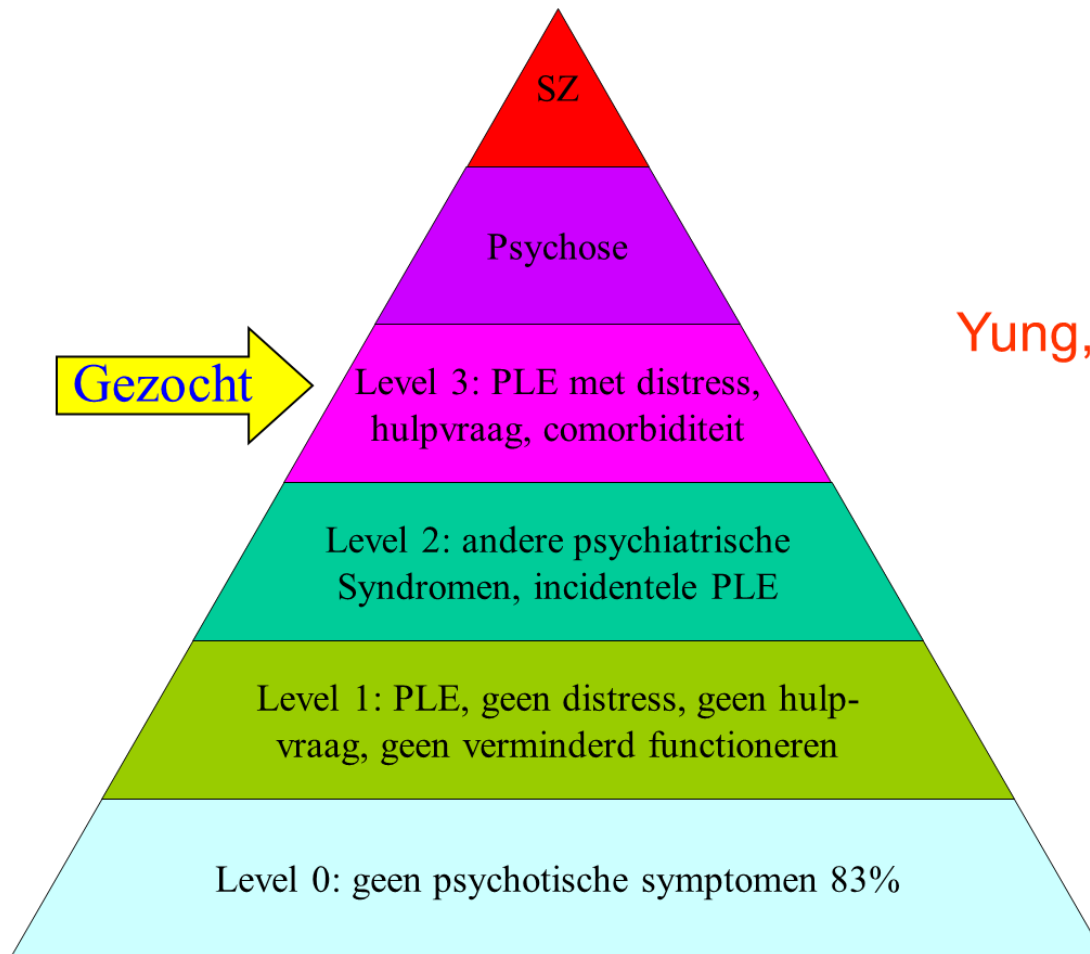 SZ
Psychose
Yung,
Gezocht
Level 3: PLE met distress,
hulpvraag, comorbiditeit
Level 2: andere psychiatrische
Syndromen, incidentele PLE
Level 1: PLE, geen distress, geen hulp-
vraag, geen verminderd functioneren
Level 0: geen psychotische symptomen 83%